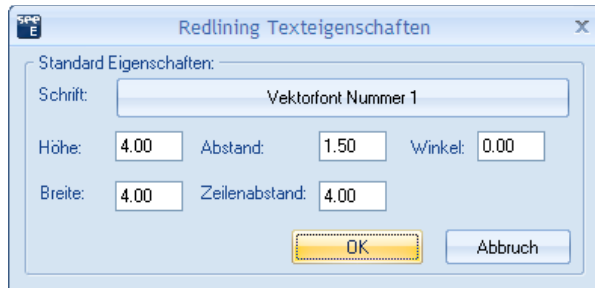 see
E
Redlining Texteigenschaften
x
Standard Eigenschaften:
Schrift: Vektorfont Nummer 1
Höhe: 4.00 Abstand: 1.50 Winkel: 0.00
Breite: 4.00 Zeilenabstand: 4.00
OK Abbruch